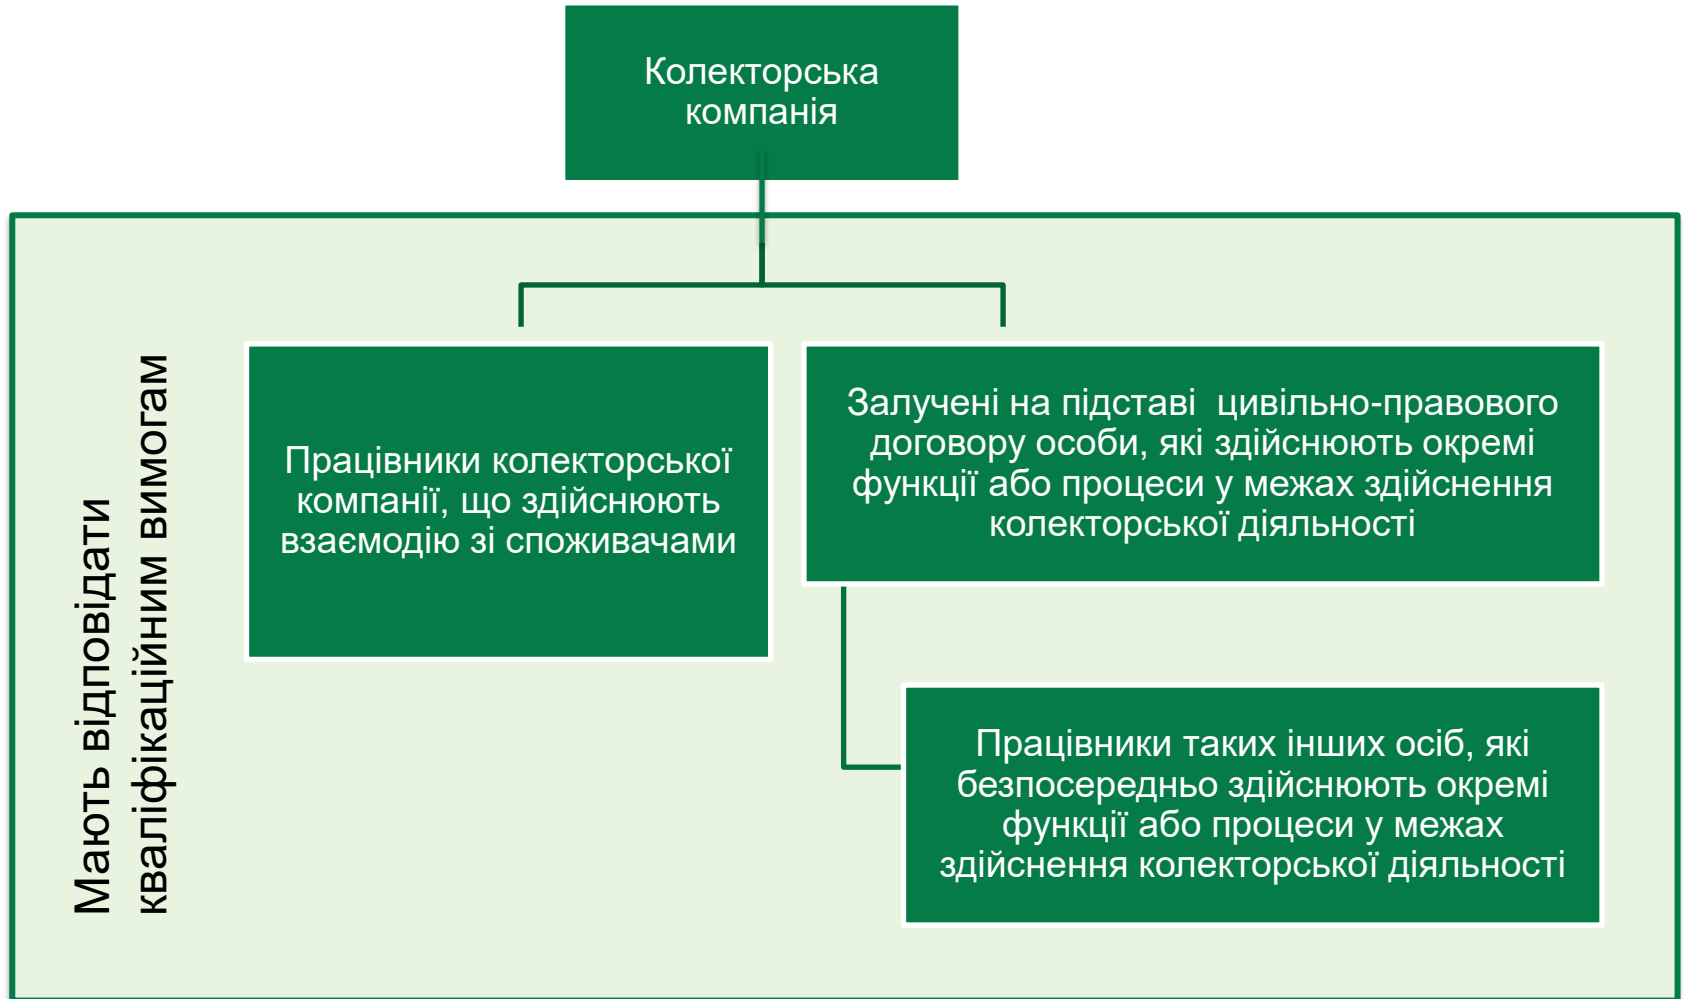 Колекторська
компанія
Мають відповідати
кваліфікаційним вимогам
Працівники колекторської
компанії, що здійснюють
взаємодію зі споживачами
Залучені на підставі  цивільно-правового
договору особи, які здійснюють окремі
функції або процеси у межах здійснення
колекторської діяльності
Працівники таких інших осіб, які
безпосередньо здійснюють окремі
функції або процеси у межах
здійснення колекторської діяльності